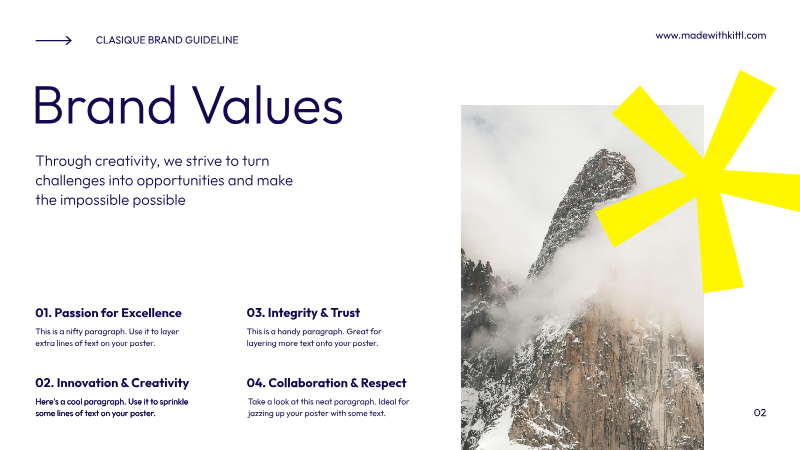 CLASIQUE BRAND GUIDELINE
www.madewithkittl.com
Brand Values
Through creativity, we strive to turn
challenges into opportunities and make
the impossible possible
01. Passion for Excellence
This is a nifty paragraph. Use it to layer
extra lines of text on your poster.
02. Innovation & Creativity
Here's a cool paragraph. Use it to sprinkle
some lines of text on your poster.
03. Integrity & Trust
This is a handy paragraph. Great for
layering more text onto your poster.
04. Collaboration & Respect
Take a look at this neat paragraph. Ideal for
jazzing up your poster with some text.
02